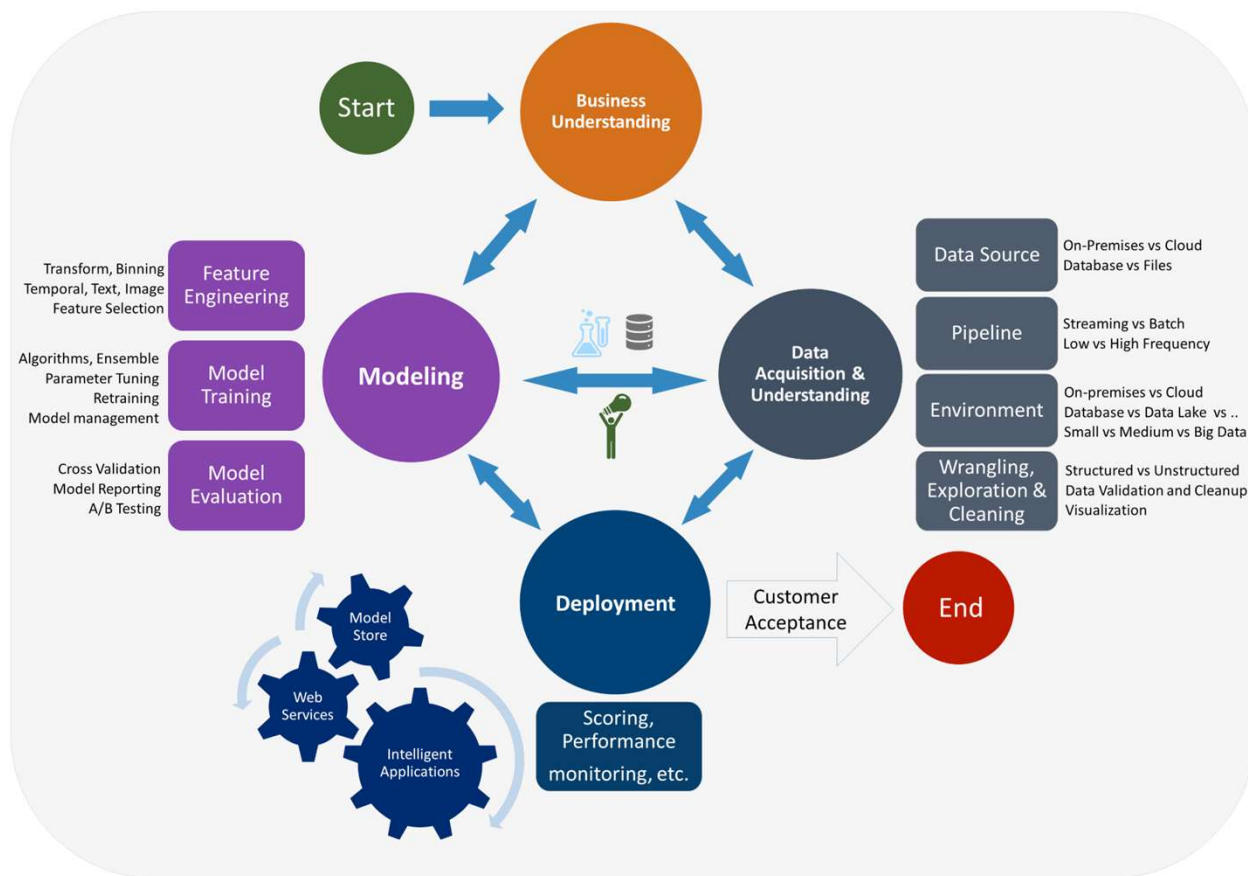 Start
Business
Understanding
Transform, Binning
Temporal, Text, Image
Feature Selection
Feature
Engineering
Algorithms, Ensemble
Parameter Tuning
Retraining
Model management
Model
Training
Cross Validation
Model Reporting
A/B Testing
Model
Evaluation
Modeling
Data
Acquisition &
Understanding
Data Source
On-Premises vs Cloud
Database vs Files
Pipeline
Streaming vs Batch
Low vs High Frequency
Environment
On-premises vs Cloud
Database vs Data Lake vs ..
Small vs Medium vs Big Data
Wrangling,
Exploration &
Cleaning
Structured vs Unstructured
Data Validation and Cleanup
Visualization
Deployment
Customer
Acceptance
End
Model
Store
Web
Services
Intelligent
Applications
Scoring,
Performance
monitoring, etc.